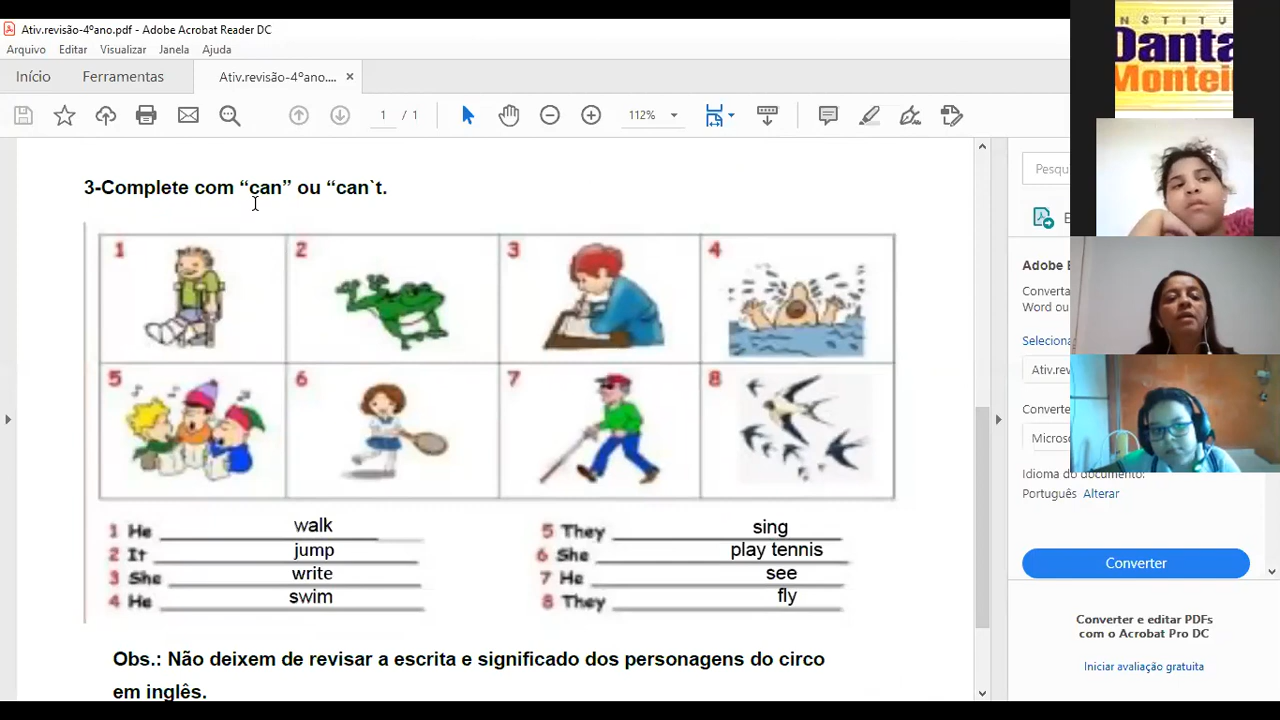 Ativ.revisão-4ºano.pdf - Adobe Acrobat Reader DC
Arquivo Editar Visualizar Janela Ajuda
Início Ferramentas Ativ.revisão-4ºano.... ×
1 / 1 112%
3-Complete com “can” ou “can`t.
1 2 3 4
5 6 7 8
1 He walk
2 It jump
3 She write
4 He swim
5 They sing
6 She play tennis
7 He see
8 They fly
Obs.: Não deixem de revisar a escrita e significado dos personagens do circo
em inglês.
Pesqu
E
Adobe E
Converta
Word ou
Seleciona
Ativ.rev
Converte
Micros
Idioma do documento:
Português Alterar
Converter
Converter e editar PDFs
com o Acrobat Pro DC
Iniciar avaliação gratuita
NSTITU
Danta
Montei